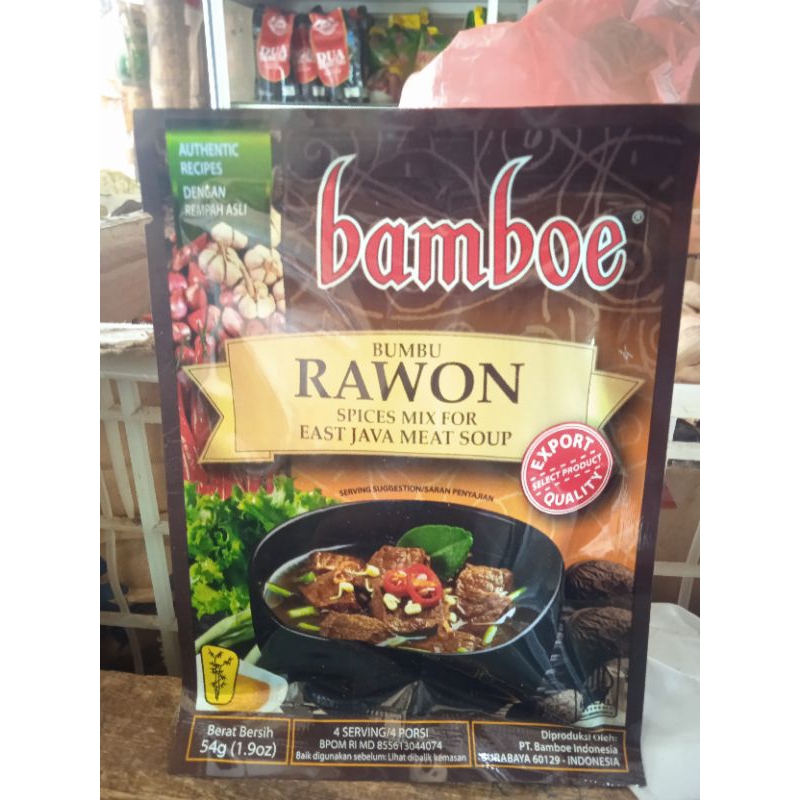 DUA
DUA
AUTHENTIC
RECIPES
DENGAN
REMPAH ASLI
bamboe®
BUMBU
RAWON
SPICES MIX FOR
EAST JAVA MEAT SOUP
EXPORT
SELECT PRODUCT
QUALITY
SERVING SUGGESTION/SARAN PENYAJIAN
Berat Bersih
54g (1.9oz)
4 SERVING/4 PORSI
BPOM RI MD 855613044074
Baik digunakan sebelum: Lihat dibalik kemasan
Diproduksi Oleh:
PT. Bamboe Indonesia
SURABAYA 60129 - INDONESIA